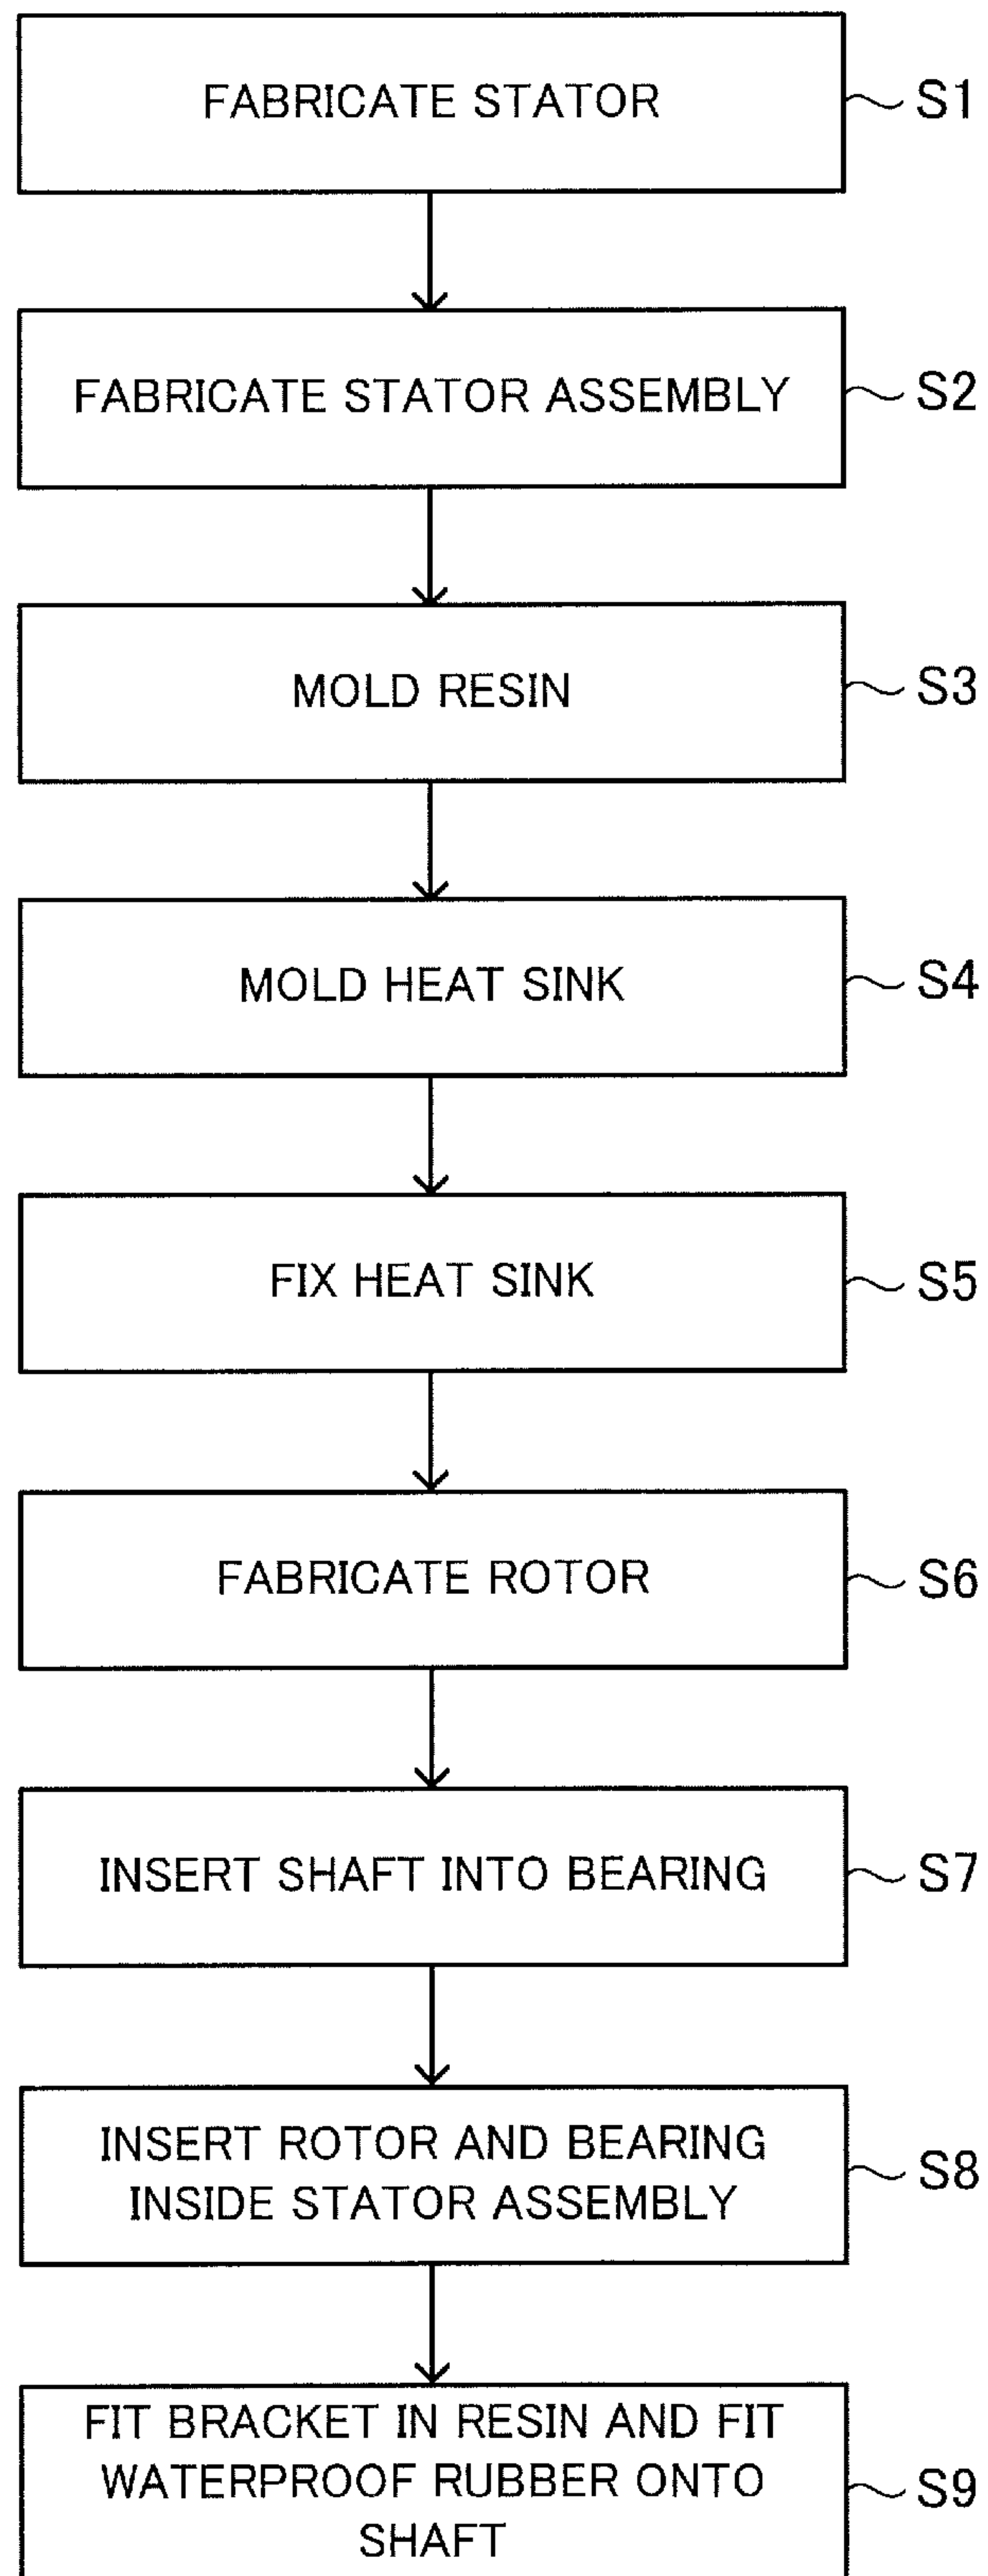 FABRICATE STATOR
S1
FABRICATE STATOR ASSEMBLY
S2
MOLD RESIN
S3
MOLD HEAT SINK
S4
FIX HEAT SINK
S5
FABRICATE ROTOR
S6
INSERT SHAFT INTO BEARING
S7
INSERT ROTOR AND BEARING
INSIDE STATOR ASSEMBLY
S8
FIT BRACKET IN RESIN AND FIT
WATERPROOF RUBBER ONTO
SHAFT
S9